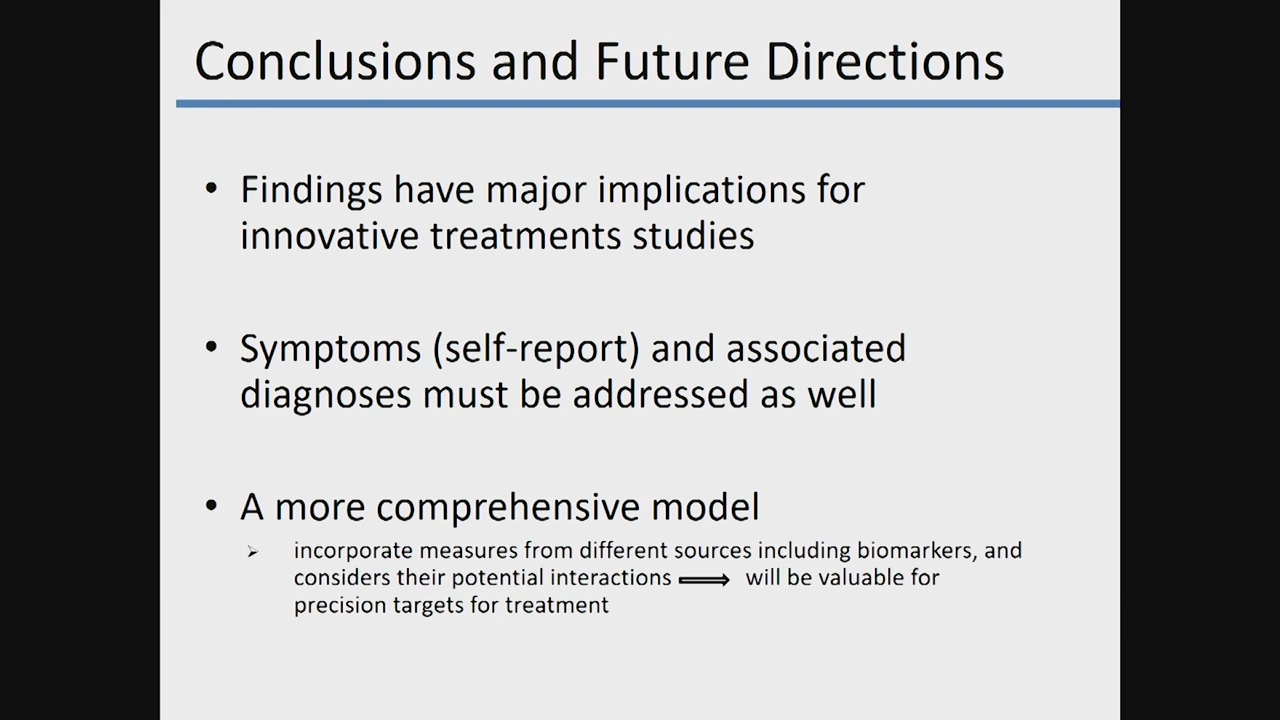 Conclusions and Future Directions
• Findings have major implications for
innovative treatments studies
• Symptoms (self-report) and associated
diagnoses must be addressed as well
• A more comprehensive model
➢ incorporate measures from different sources including biomarkers, and
considers their potential interactions ⟹ will be valuable for
precision targets for treatment